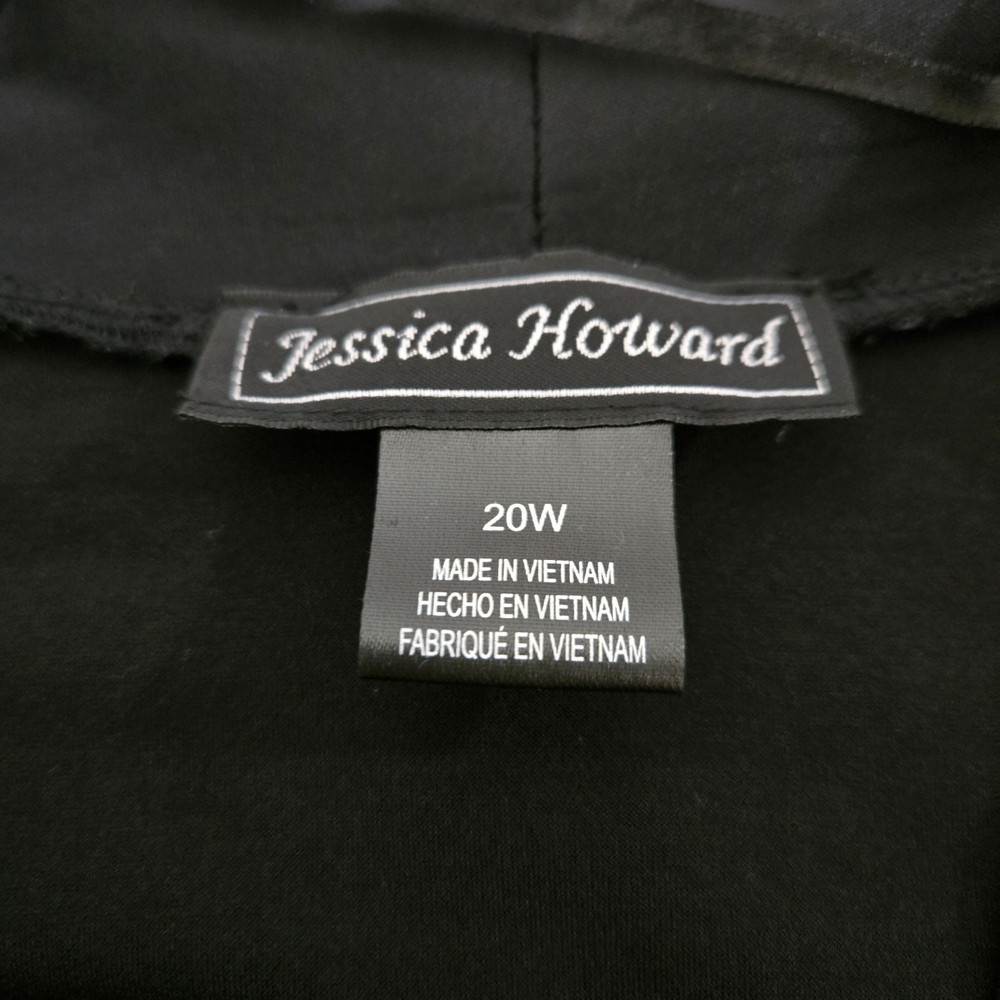 Jessica Howard
20W
MADE IN VIETNAM
HECHO EN VIETNAM
FABRIQUÉ EN VIETNAM